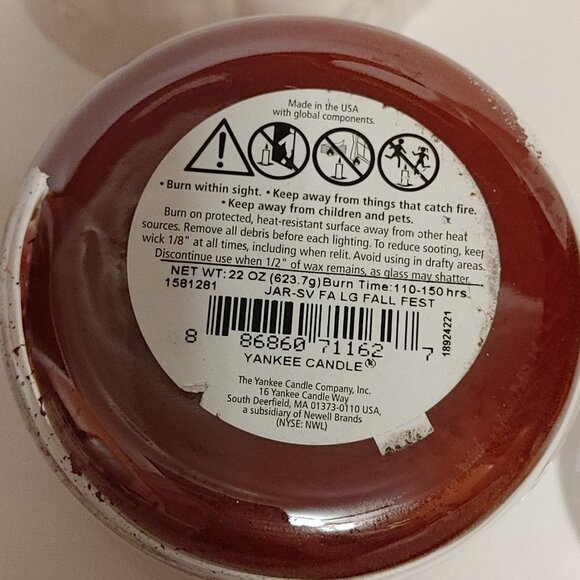 Made in the USA
with global components.
• Burn within sight. • Keep away from things that catch fire.
• Keep away from children and pets.
Burn on protected, heat-resistant surface away from other heat
sources. Remove all debris before each lighting. To reduce sooting, keep
wick 1/8" at all times, including when relit. Avoid using in drafty areas.
Discontinue use when 1/2" of wax remains, as glass may shatter.
NET WT: 22 OZ (623.7g) Burn Time: 110-150 hrs.
1581281 JAR-SV FA LG FALL FEST
8 86860 71162 7
18924221
YANKEE CANDLE®
The Yankee Candle Company, Inc.
16 Yankee Candle Way
South Deerfield, MA 01373-0110 USA,
a subsidiary of Newell Brands
(NYSE: NWL)